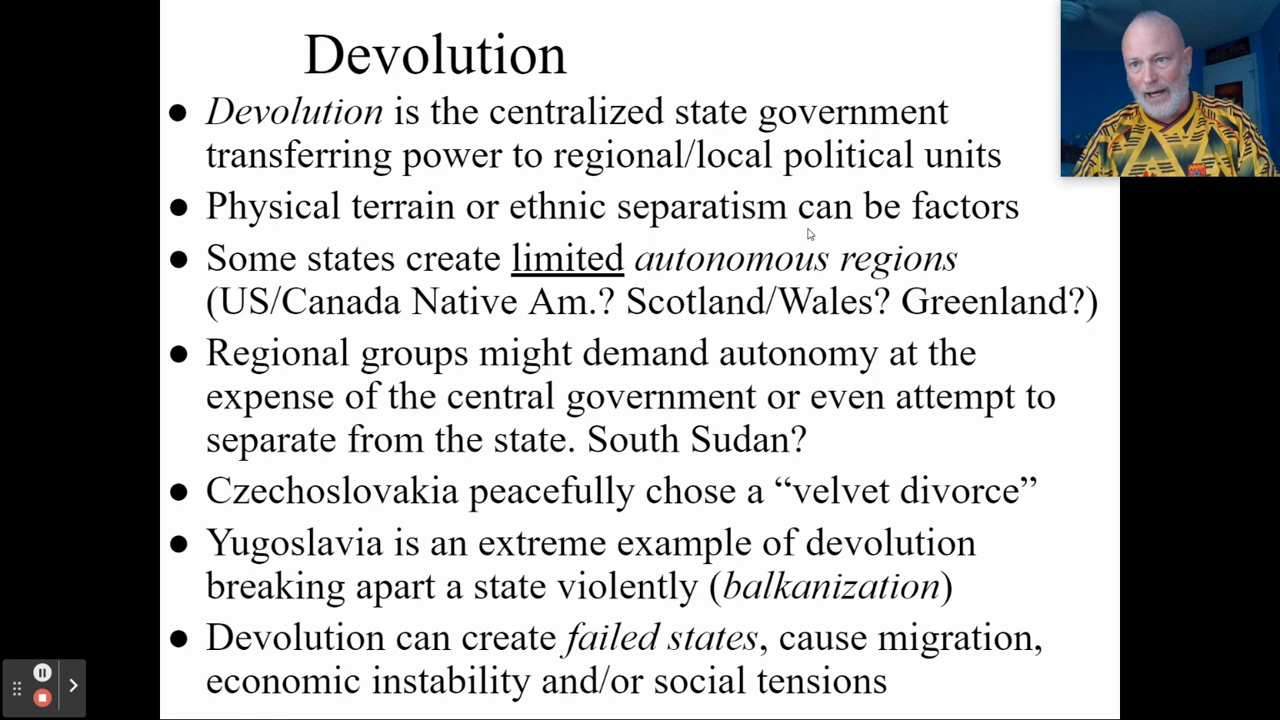 Devolution
● Devolution is the centralized state government
transferring power to regional/local political units
● Physical terrain or ethnic separatism can be factors
● Some states create limited autonomous regions
(US/Canada Native Am.? Scotland/Wales? Greenland?)
● Regional groups might demand autonomy at the
expense of the central government or even attempt to
separate from the state. South Sudan?
● Czechoslovakia peacefully chose a “velvet divorce”
● Yugoslavia is an extreme example of devolution
breaking apart a state violently (balkanization)
● Devolution can create failed states, cause migration,
economic instability and/or social tensions